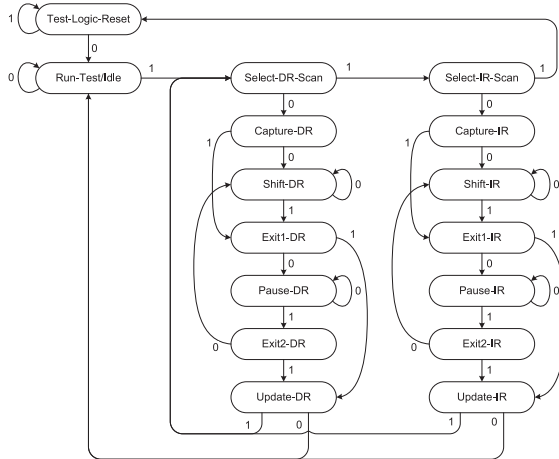 1
Test-Logic-Reset
0
0
Run-Test/Idle
1
Select-DR-Scan
1
Select-IR-Scan
1
0
0
Capture-DR
Capture-IR
1
0
1
0
Shift-DR
0
Shift-IR
0
1
1
Exit1-DR
1
Exit1-IR
1
0
0
Pause-DR
0
Pause-IR
0
1
1
0
Exit2-DR
0
Exit2-IR
1
1
Update-DR
Update-IR
1
0
1
0